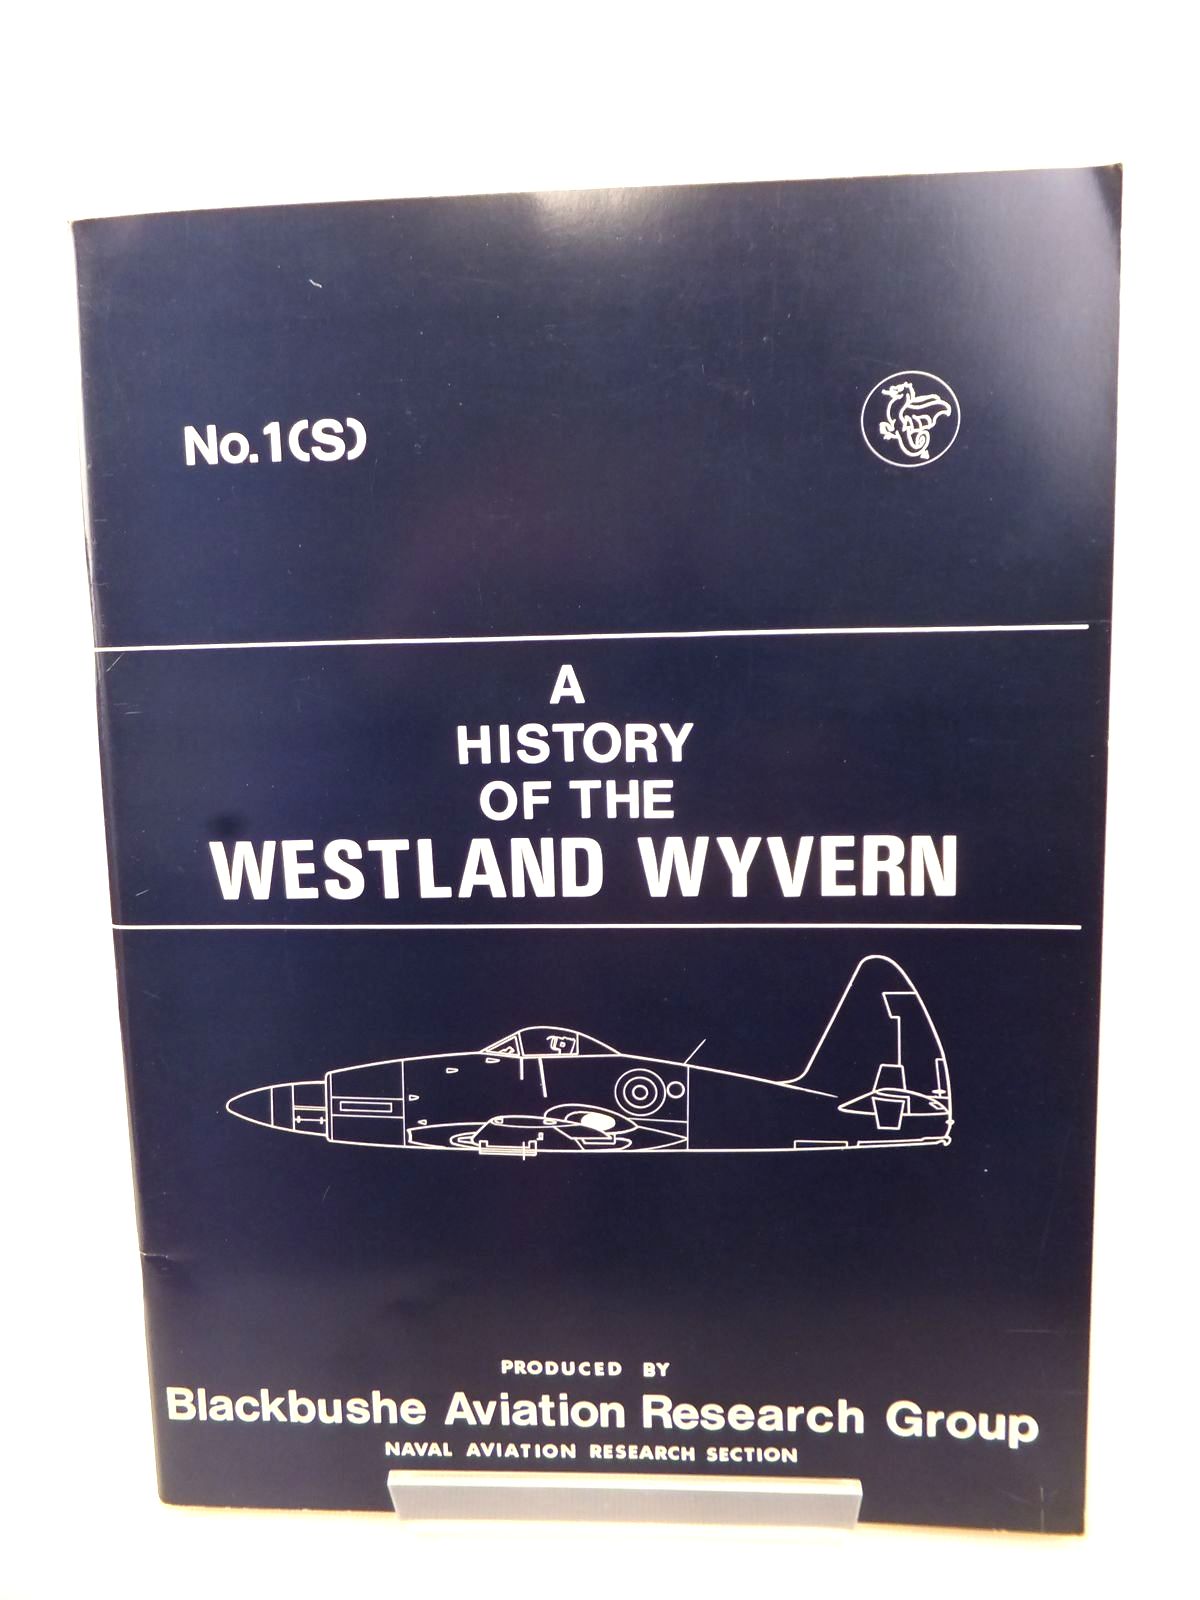 No.1(S)
A
HISTORY
OF THE
WESTLAND WYVERN
PRODUCED BY
Blackbushe Aviation Research Group
NAVAL AVIATION RESEARCH SECTION